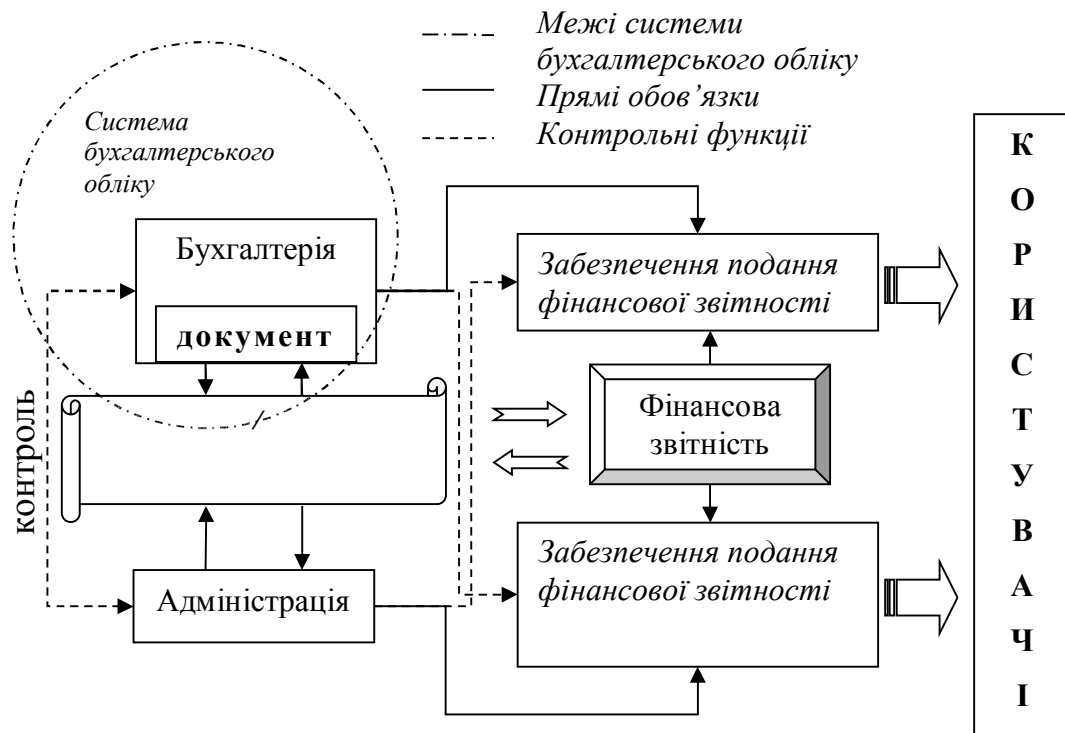 Межі системи
бухгалтерського обліку
Прямі обов’язки
Контрольні функції
Система
бухгалтерського
обліку
Бухгалтерія
документ
контроль
Адміністрація
Забезпечення подання
фінансової звітності
Фінансова
звітність
Забезпечення подання
фінансової звітності
К
О
Р
И
С
Т
У
В
А
Ч
І